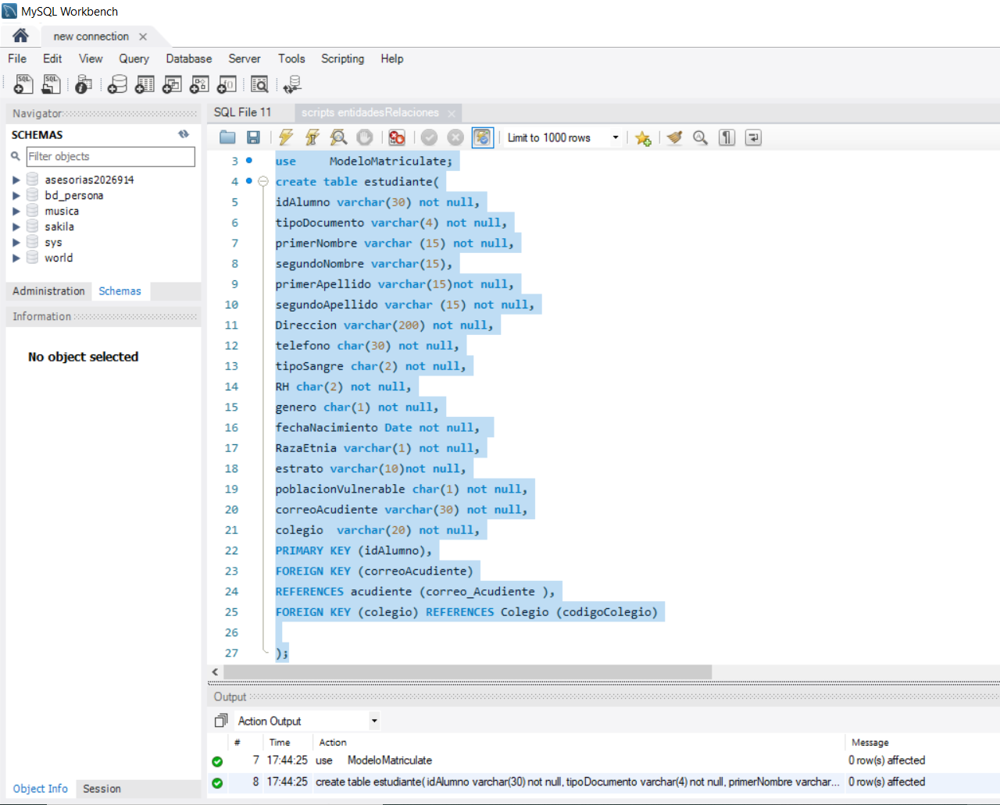 MySQL Workbench
new connection
File Edit View Query Database Server Tools Scripting Help
Navigator
SCHEMAS
Filter objects
asesorias2026914
bd_persona
musica
sakila
sys
world
Administration Schemas
Information
No object selected
Object Info Session
SQL File 11 scripts entidadesRelaciones
Limit to 1000 rows
3 use ModeloMatriculate;
4 create table estudiante(
5 idAlumno varchar(30) not null,
6 tipoDocumento varchar(4) not null,
7 primerNombre varchar (15) not null,
8 segundoNombre varchar(15),
9 primerApellido varchar(15)not null,
10 segundoApellido varchar (15) not null,
11 Direccion varchar(200) not null,
12 telefono char(30) not null,
13 tipoSangre char(2) not null,
14 RH char(2) not null,
15 genero char(1) not null,
16 fechaNacimiento Date not null,
17 RazaEtnia varchar(1) not null,
18 estrato varchar(10)not null,
19 poblacionVulnerable char(1) not null,
20 correoAcudiente varchar(30) not null,
21 colegio varchar(20) not null,
22 PRIMARY KEY (idAlumno),
23 FOREIGN KEY (correoAcudiente)
24 REFERENCES acudiente (correo_Acudiente ),
25 FOREIGN KEY (colegio) REFERENCES Colegio (codigoColegio)
26
27 );
Output
Action Output
# Time Action Message
7 17:44:25 use ModeloMatriculate 0 row(s) affected
8 17:44:25 create table estudiante( idAlumno varchar(30) not null, tipoDocumento varchar(4) not null, primerNombre varchar... 0 row(s) affected